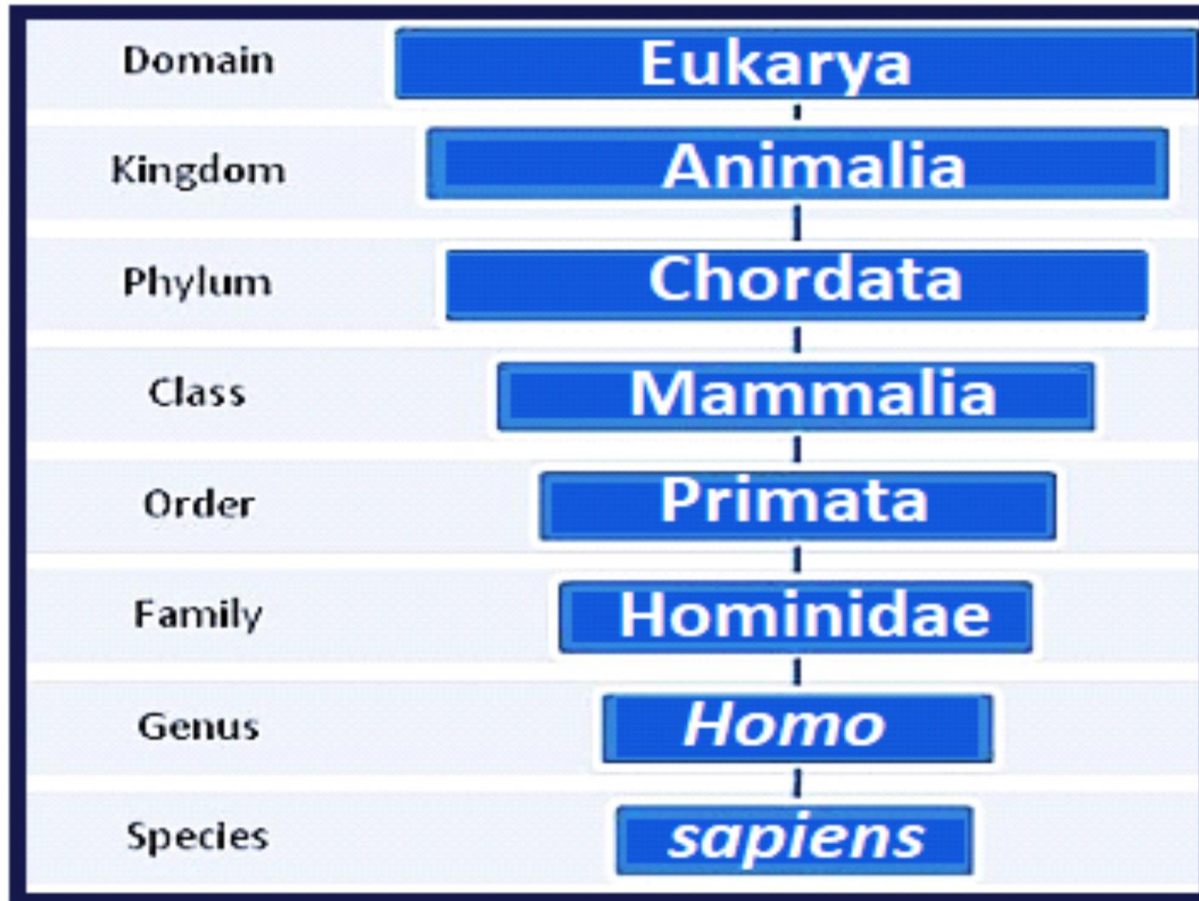 Domain Eukarya
Kingdom Animalia
Phylum Chordata
Class Mammalia
Order Primata
Family Hominidae
Genus Homo
Species sapiens